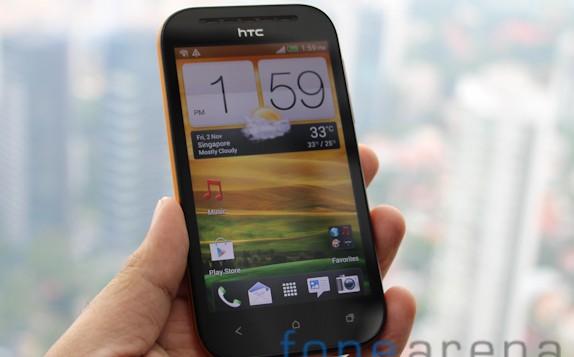 hTC
1:59 PM
1 59
PM
Fri, 2 Nov
Singapore
Mostly Cloudy
33°C
33° / 25°
Music
Play Store
Favorites
fonearena